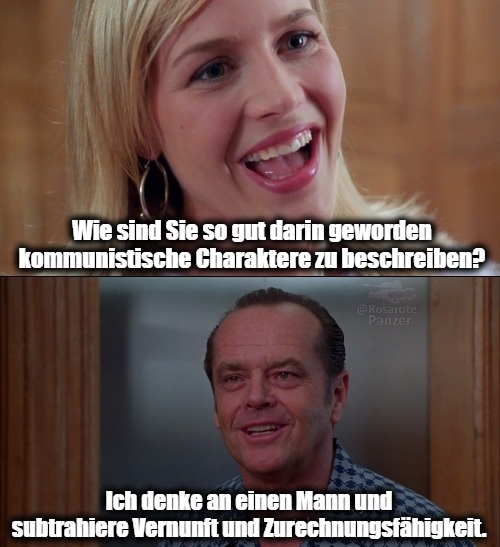 Wie sind Sie so gut darin geworden
kommunistische Charaktere zu beschreiben?
@Rosarote
Panzer
Ich denke an einen Mann und
subtrahiere Vernunft und Zurechnungsfähigkeit.